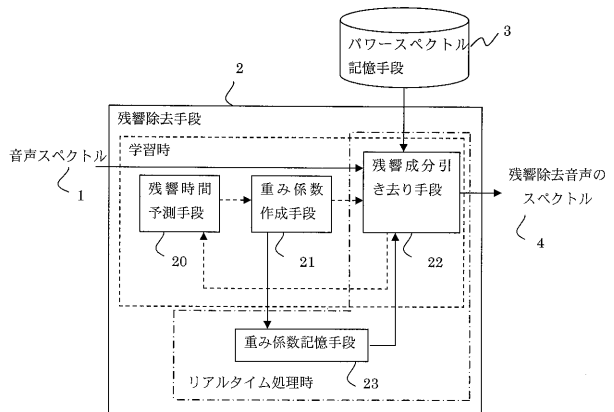 パワースペクトル
記憶手段
3
2
残響除去手段
学習時
音声スペクトル
1
残響時間
予測手段
20
重み係数
作成手段
21
残響成分引
き去り手段
22
残響除去音声の
スペクトル
4
重み係数記憶手段
23
リアルタイム処理時